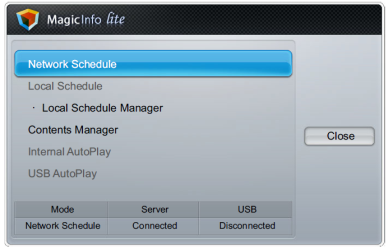 MagicInfo lite
Network Schedule
Local Schedule
· Local Schedule Manager
Contents Manager
Internal AutoPlay
USB AutoPlay
Close
Mode Server USB
Network Schedule Connected Disconnected